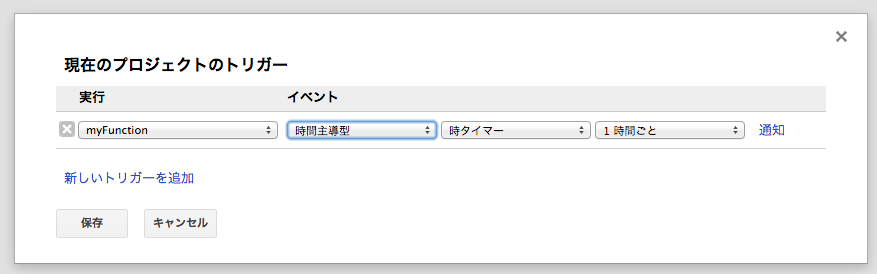 現在のプロジェクトのトリガー
実行 イベント
myFunction 時間主導型 時タイマー 1 時間ごと 通知
新しいトリガーを追加
保存 キャンセル